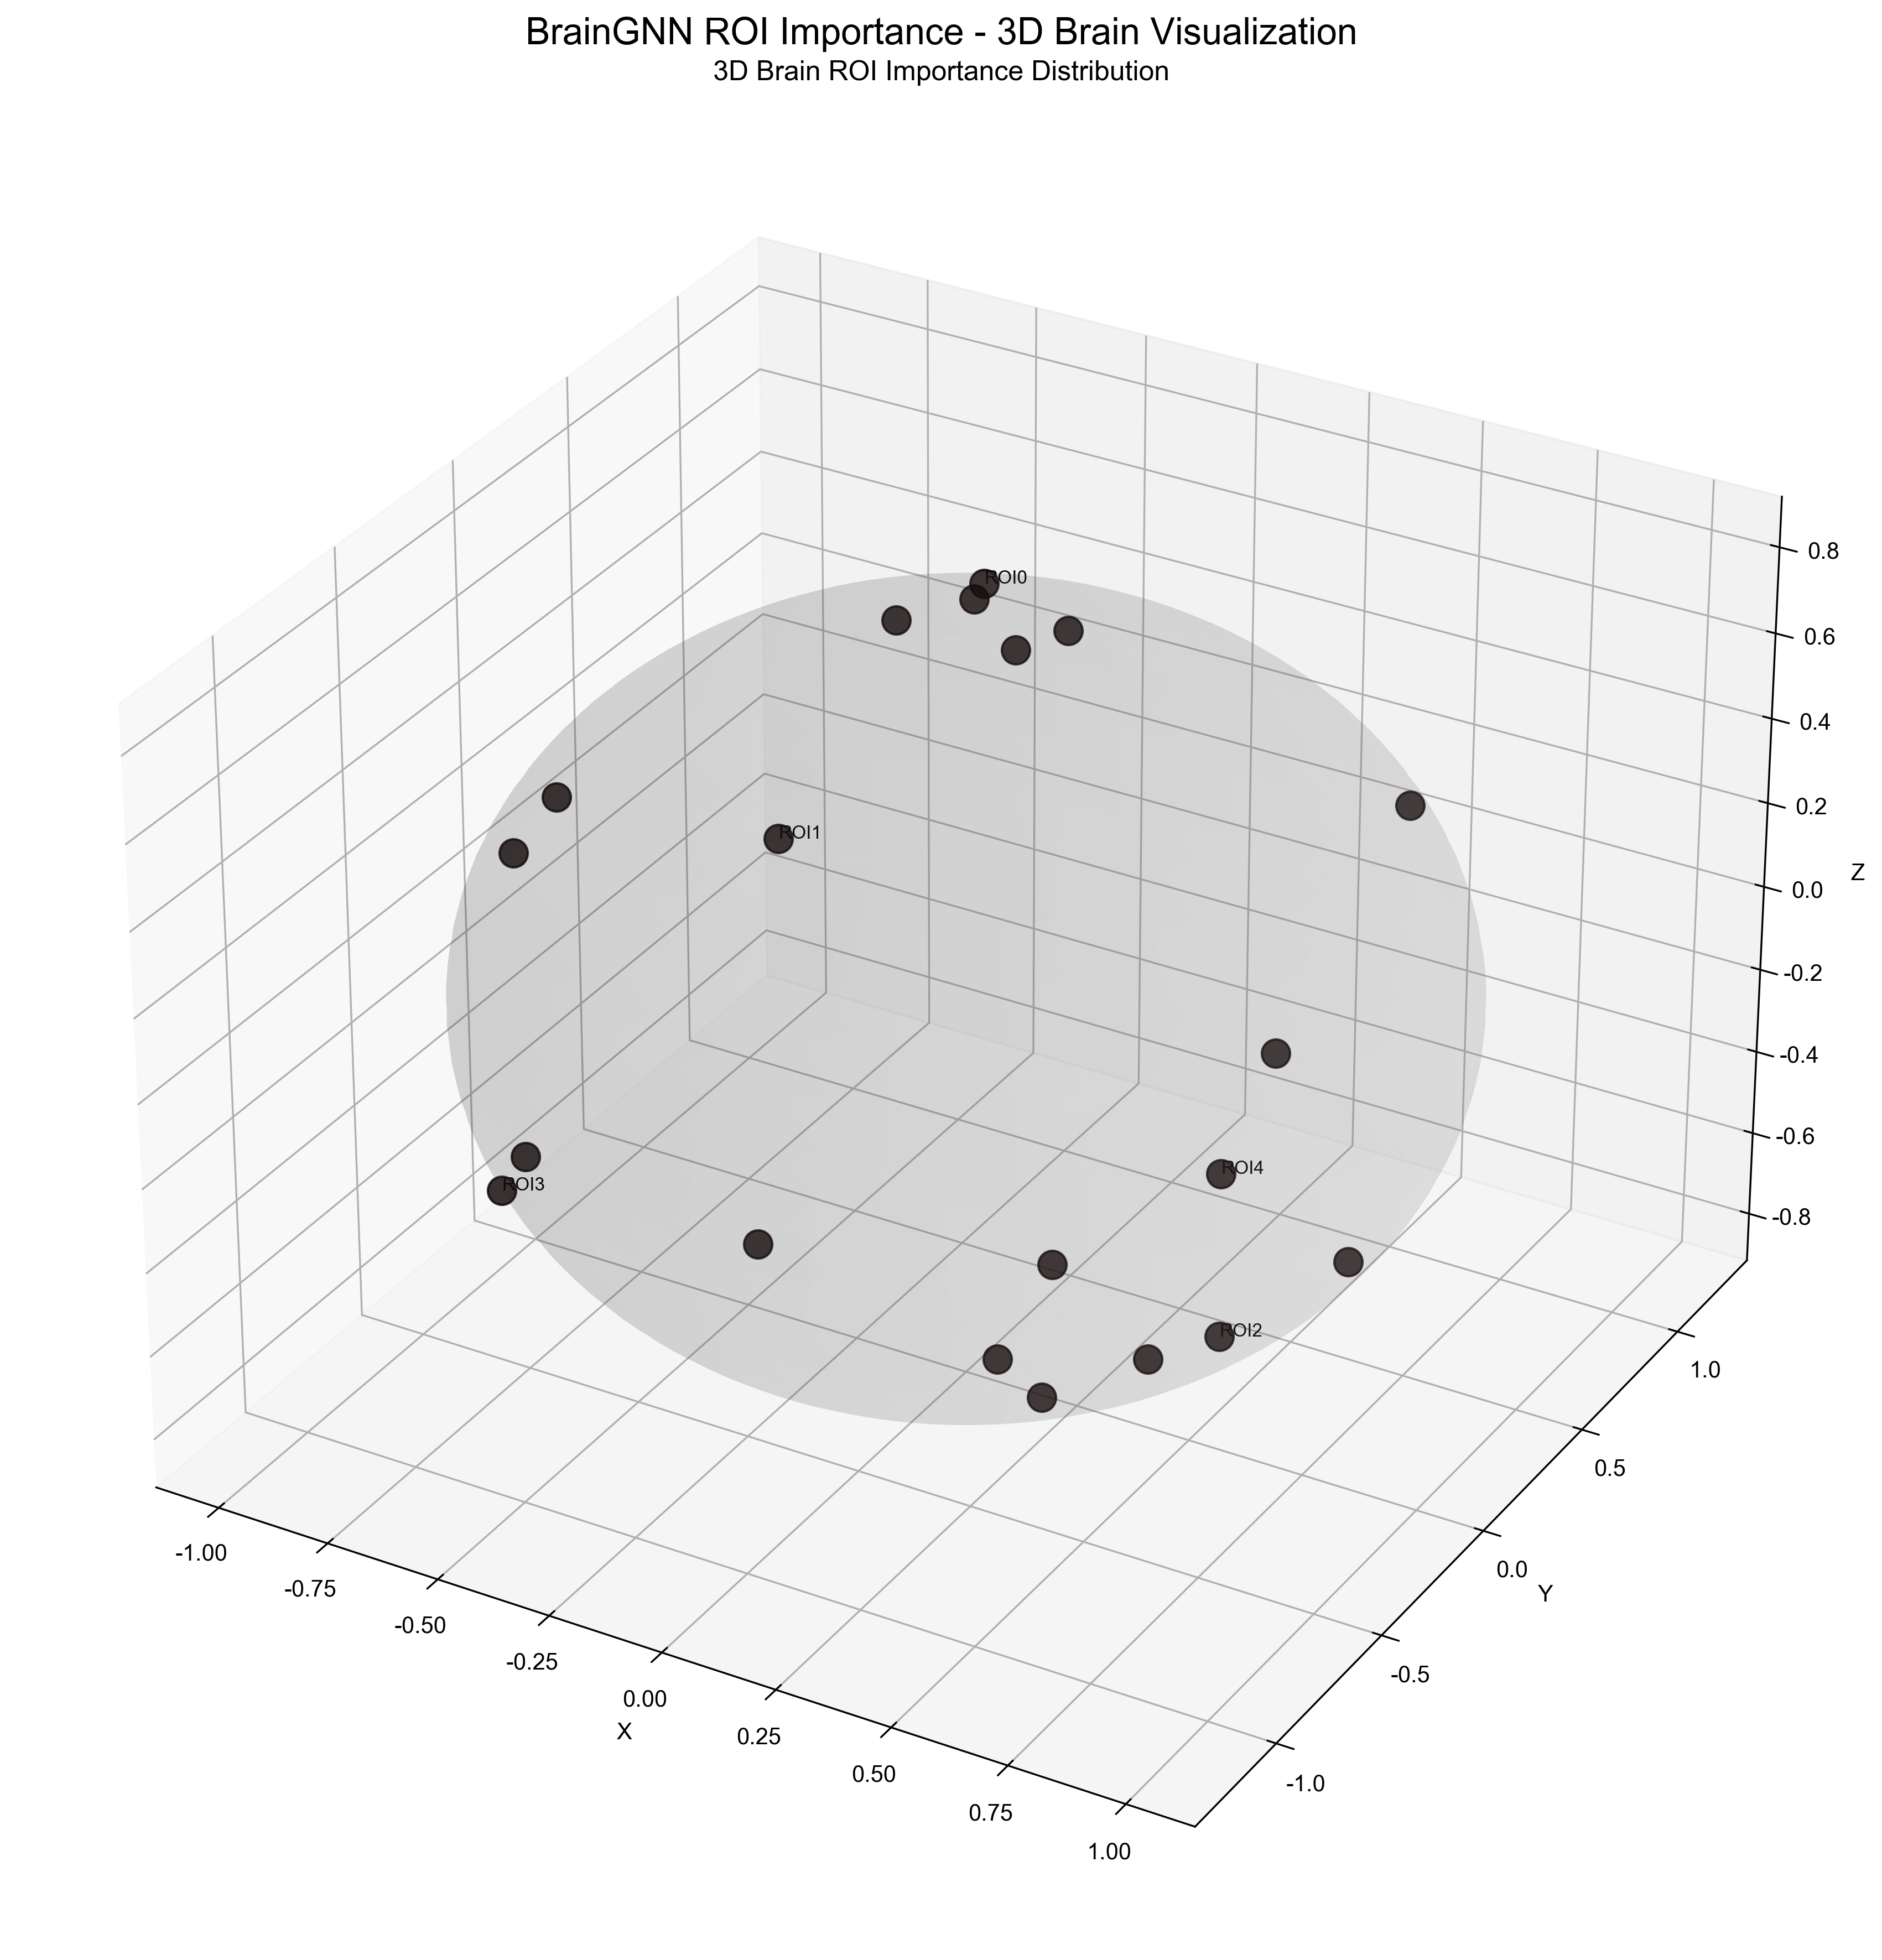 BrainGNN ROI Importance - 3D Brain Visualization
3D Brain ROI Importance Distribution
ROI0
ROI1
ROI3
ROI4
ROI2
0.8
0.6
0.4
0.2
0.0
-0.2
-0.4
-0.6
-0.8
Z
1.0
0.5
0.0
-0.5
-1.0
Y
-1.00
-0.75
-0.50
-0.25
0.00
0.25
0.50
0.75
1.00
X